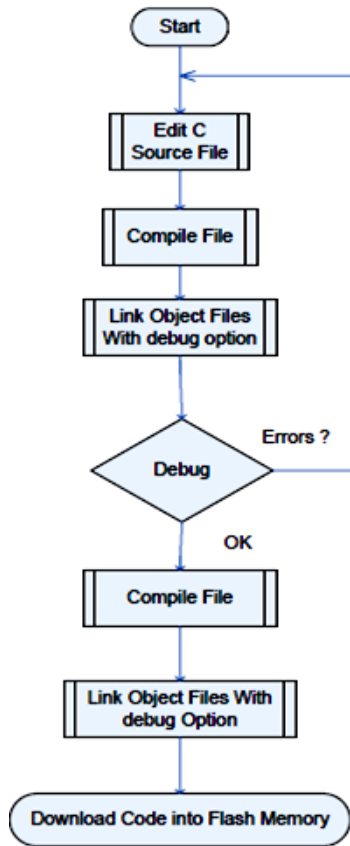 Start
Edit C
Source File
Compile File
Link Object Files
With debug option
Errors ?
Debug
OK
Compile File
Link Object Files With
debug Option
Download Code into Flash Memory